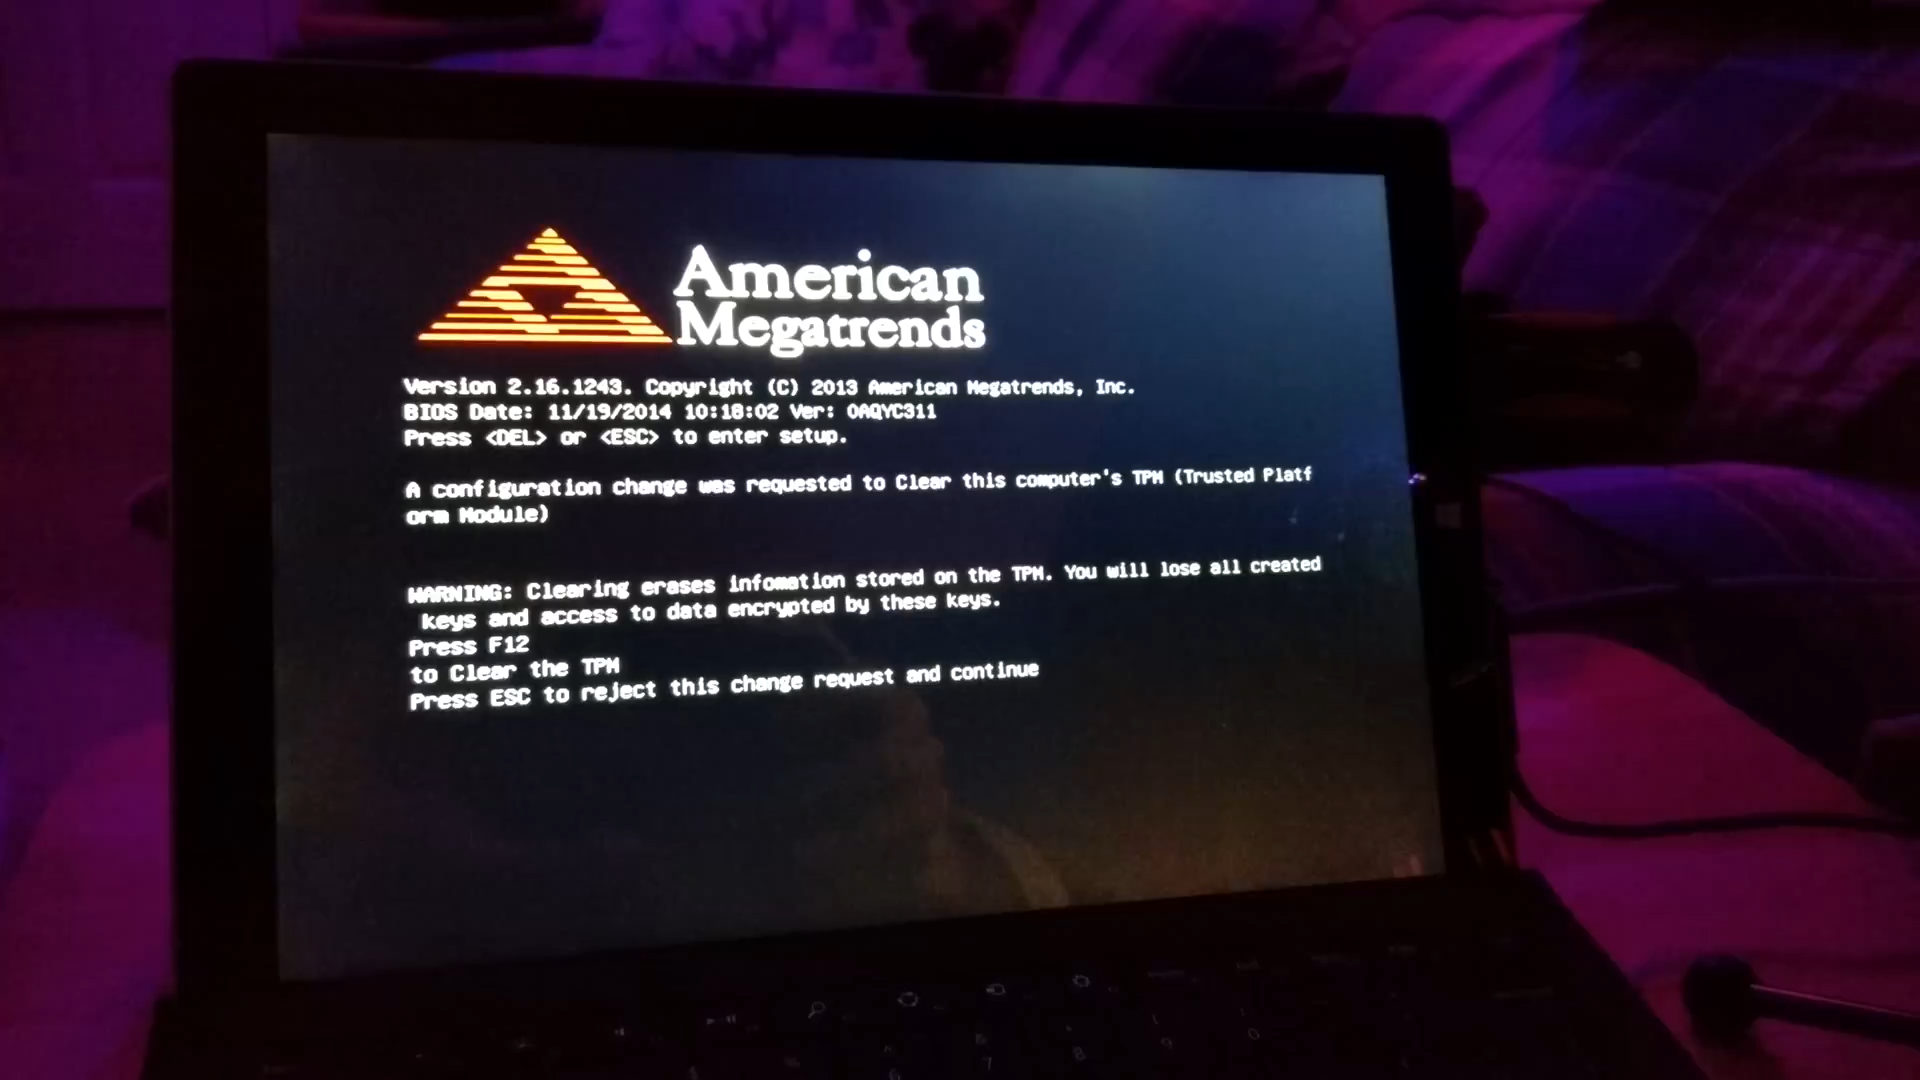 American
Megatrends
Version 2.16.1243. Copyright (C) 2013 American Megatrends, Inc.
BIOS Date: 11/19/2014 10:18:02 Ver: 0AQYC311
Press <DEL> or <ESC> to enter setup.
A configuration change was requested to Clear this computer's TPM (Trusted Platf
orm Module)
WARNING: Clearing erases infomation stored on the TPM. You will lose all created
keys and access to data encrypted by these keys.
Press F12
to Clear the TPM
Press ESC to reject this change request and continue
7 8 9 0